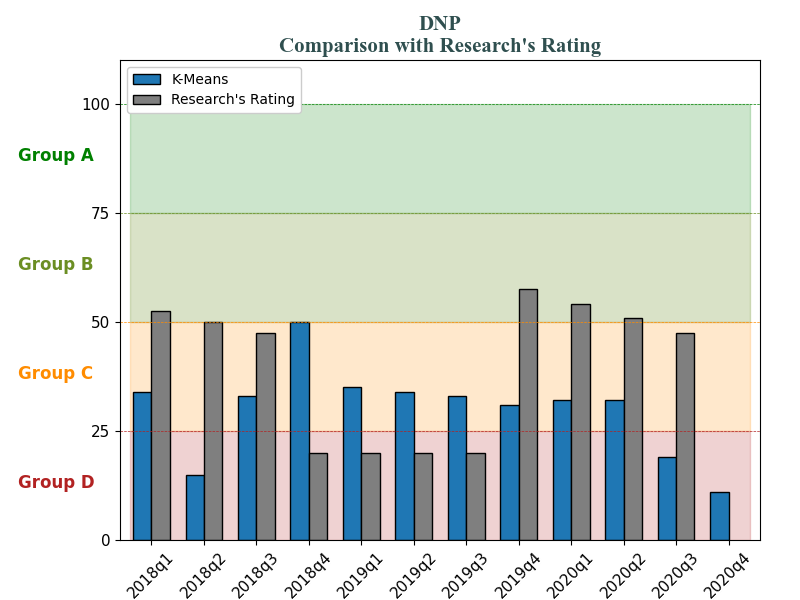 DNP
Comparison with Research's Rating
K-Means
Research's Rating
100
Group A
75
Group B
50
Group C
25
Group D
0
2018q1
2018q2
2018q3
2018q4
2019q1
2019q2
2019q3
2019q4
2020q1
2020q2
2020q3
2020q4